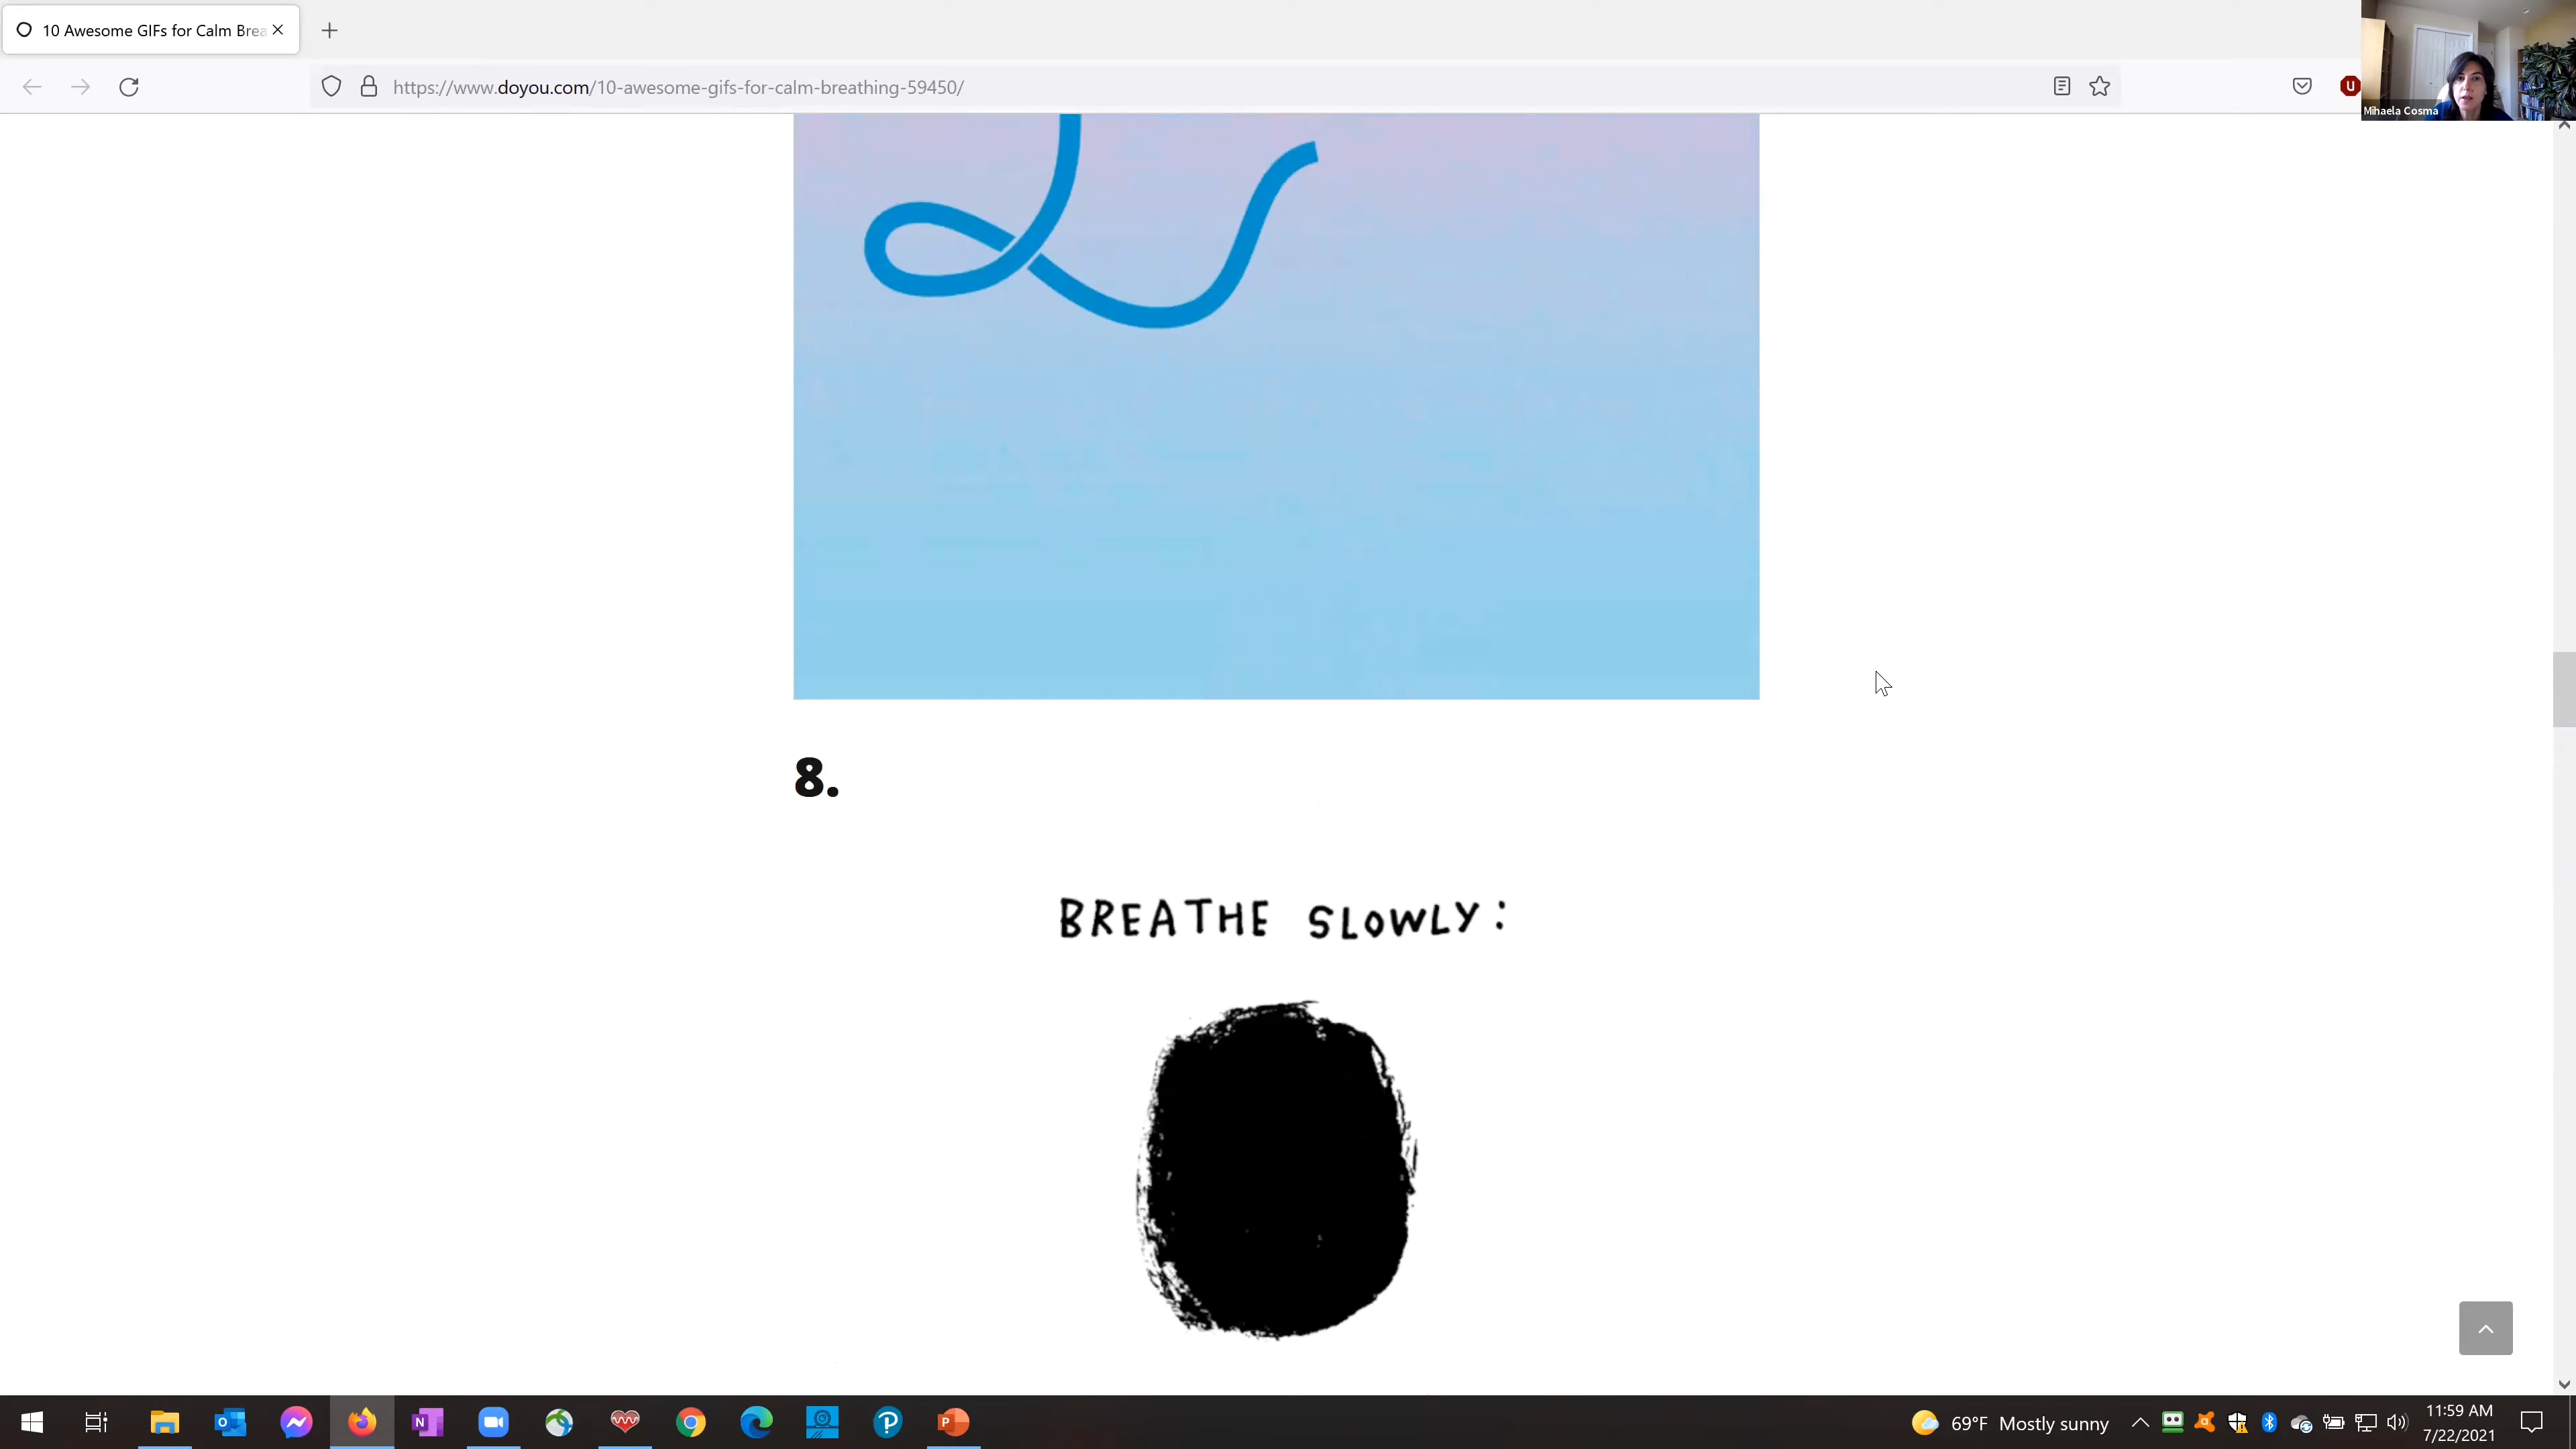 10 Awesome GIFs for Calm Brea
https://www.doyou.com/10-awesome-gifs-for-calm-breathing-59450/
Mihaela Cosma
8.
BREATHE SLOWLY:
69°F Mostly sunny
11:59 AM
7/22/2021